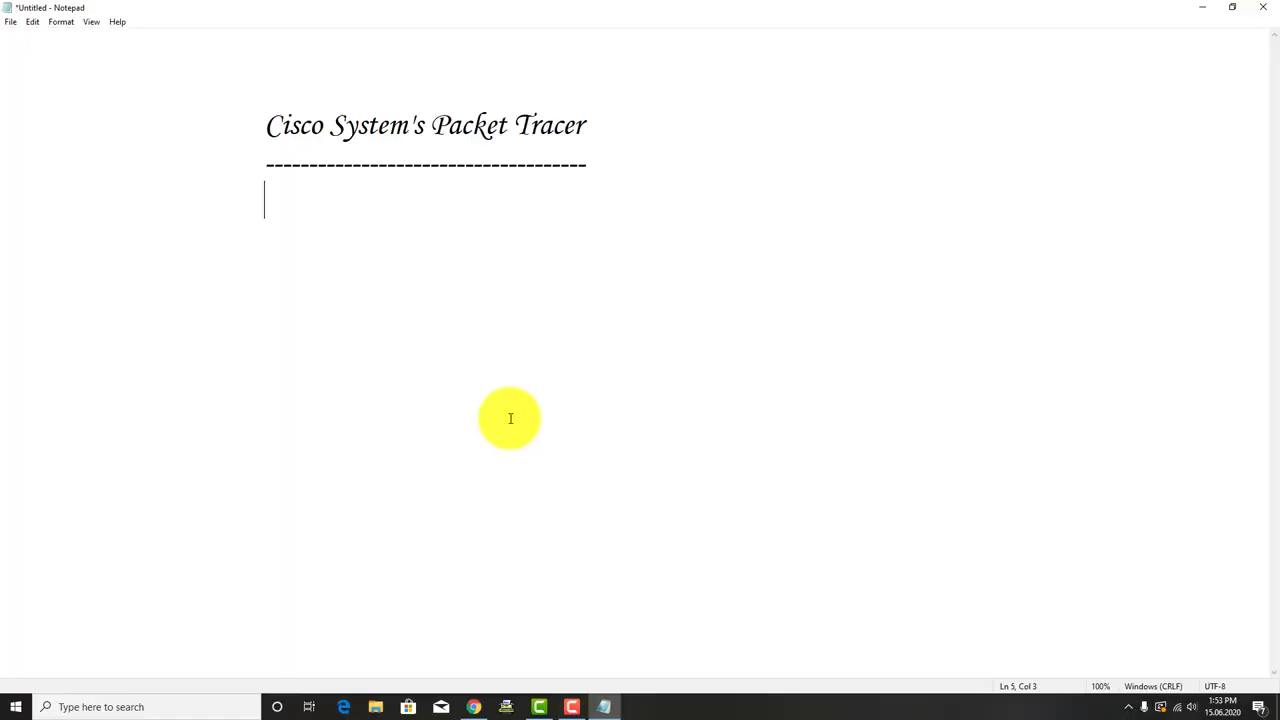 *Untitled - Notepad
File Edit Format View Help
Cisco System's Packet Tracer
-------------------------------------
Ln 5, Col 3 100% Windows (CRLF) UTF-8
Type here to search
1:53 PM
15.06.2020